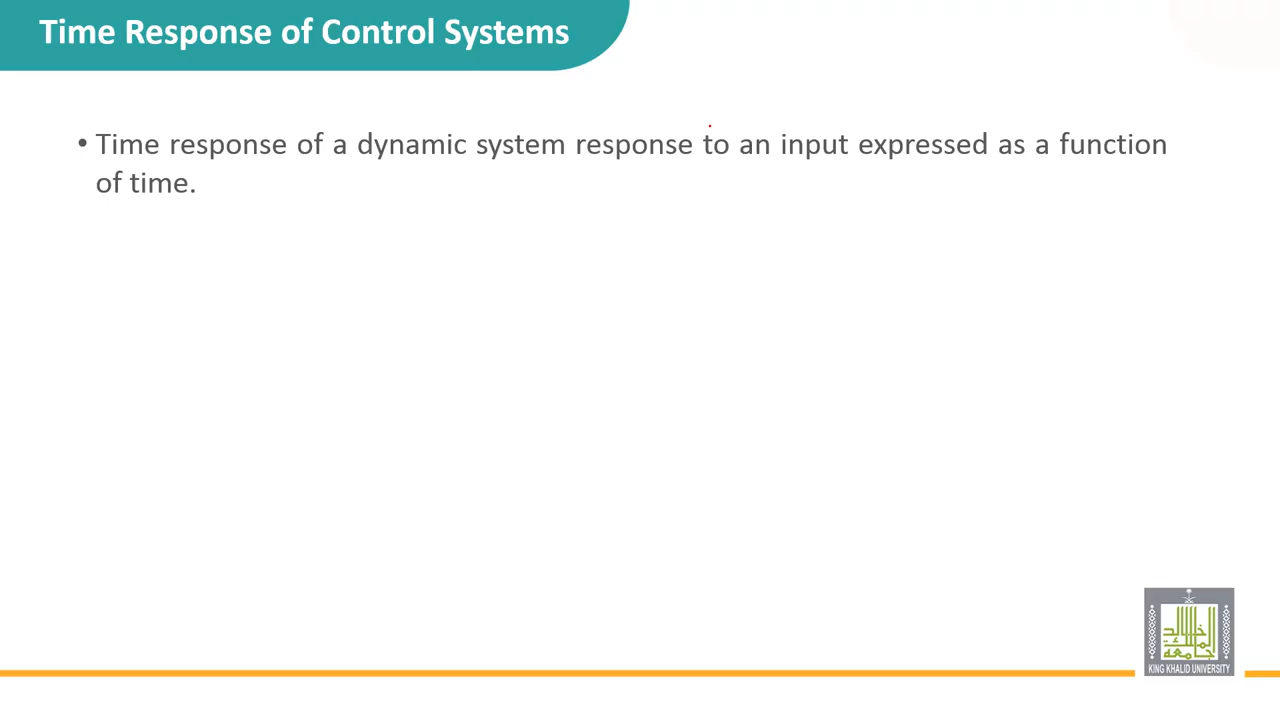 Time Response of Control Systems
• Time response of a dynamic system response to an input expressed as a function
of time.
KING KHALID UNIVERSITY